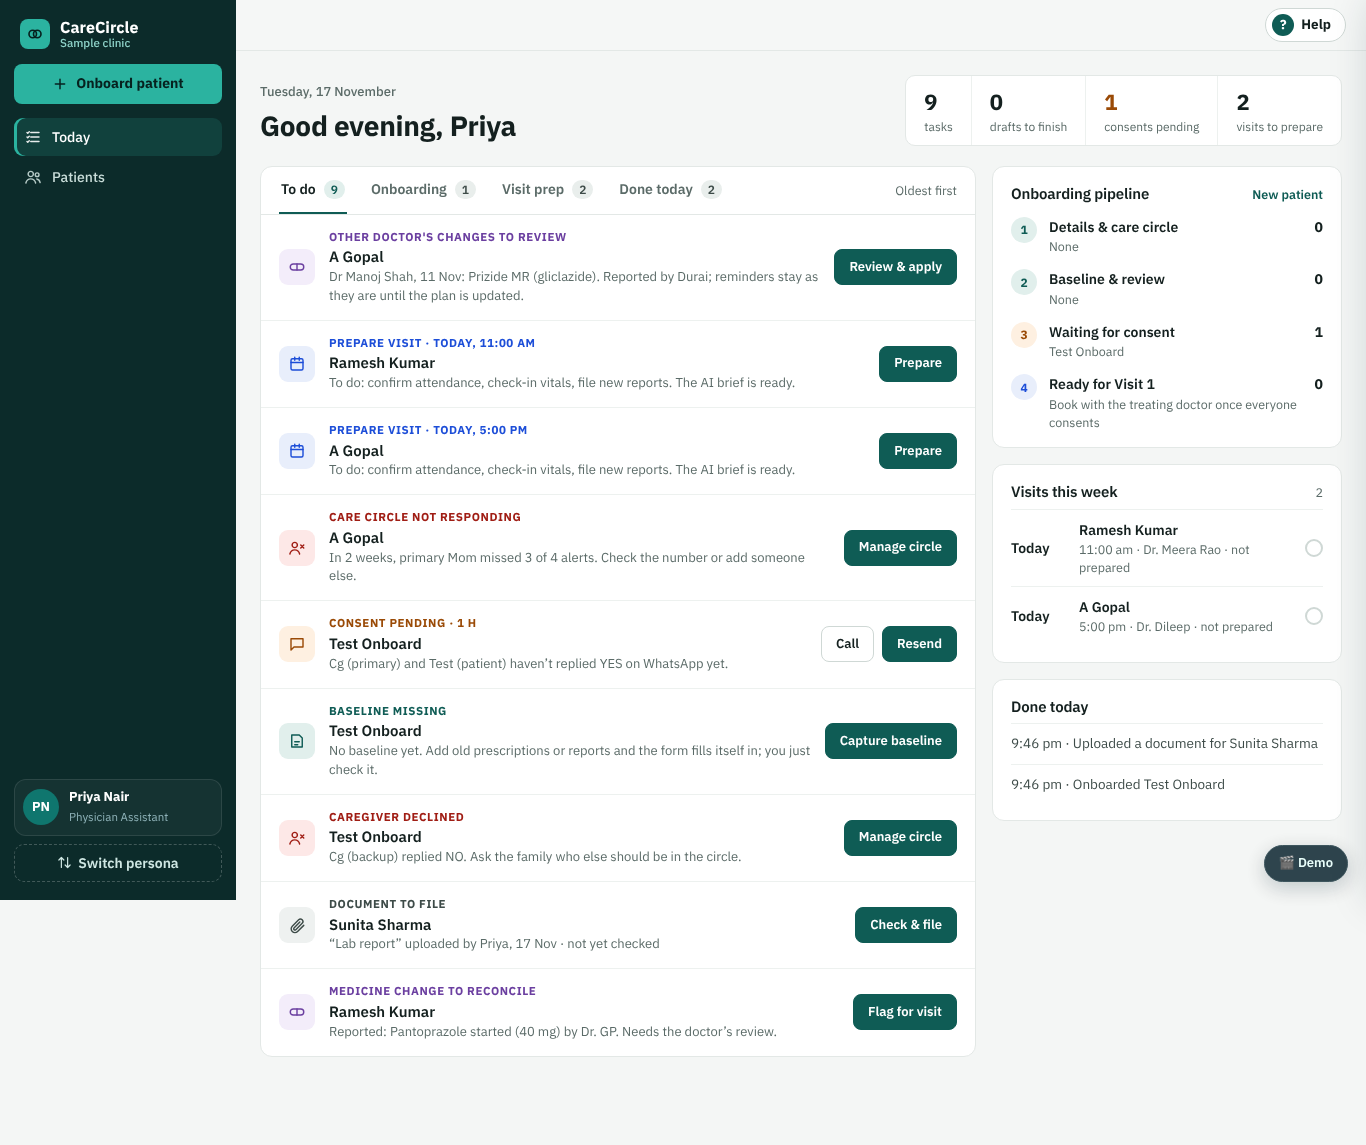 CareCircle
Sample clinic
+ Onboard patient
Today
Patients
Priya Nair
PN
Physician Assistant
Switch persona
? Help
Tuesday, 17 November
Good evening, Priya
9
tasks
0
drafts to finish
1
consents pending
2
visits to prepare
To do 9 Onboarding 1 Visit prep 2 Done today 2 Oldest first
OTHER DOCTOR'S CHANGES TO REVIEW
A Gopal
Dr Manoj Shah, 11 Nov: Prizide MR (gliclazide). Reported by Durai; reminders stay as
they are until the plan is updated.
Review & apply
PREPARE VISIT · TODAY, 11:00 AM
Ramesh Kumar
To do: confirm attendance, check-in vitals, file new reports. The AI brief is ready.
Prepare
PREPARE VISIT · TODAY, 5:00 PM
A Gopal
To do: confirm attendance, check-in vitals, file new reports. The AI brief is ready.
Prepare
CARE CIRCLE NOT RESPONDING
A Gopal
In 2 weeks, primary Mom missed 3 of 4 alerts. Check the number or add someone
else.
Manage circle
CONSENT PENDING · 1 H
Test Onboard
Cg (primary) and Test (patient) haven’t replied YES on WhatsApp yet.
Call
Resend
BASELINE MISSING
Test Onboard
No baseline yet. Add old prescriptions or reports and the form fills itself in; you just
check it.
Capture baseline
CAREGIVER DECLINED
Test Onboard
Cg (backup) replied NO. Ask the family who else should be in the circle.
Manage circle
DOCUMENT TO FILE
Sunita Sharma
“Lab report” uploaded by Priya, 17 Nov · not yet checked
Check & file
MEDICINE CHANGE TO RECONCILE
Ramesh Kumar
Reported: Pantoprazole started (40 mg) by Dr. GP. Needs the doctor’s review.
Flag for visit
Onboarding pipeline New patient
1 Details & care circle 0
None
2 Baseline & review 0
None
3 Waiting for consent 1
Test Onboard
4 Ready for Visit 1 0
Book with the treating doctor once everyone
consents
Visits this week 2
Today
Ramesh Kumar
11:00 am · Dr. Meera Rao · not
prepared
Today
A Gopal
5:00 pm · Dr. Dileep · not prepared
Done today
9:46 pm · Uploaded a document for Sunita Sharma
9:46 pm · Onboarded Test Onboard
🎬 Demo